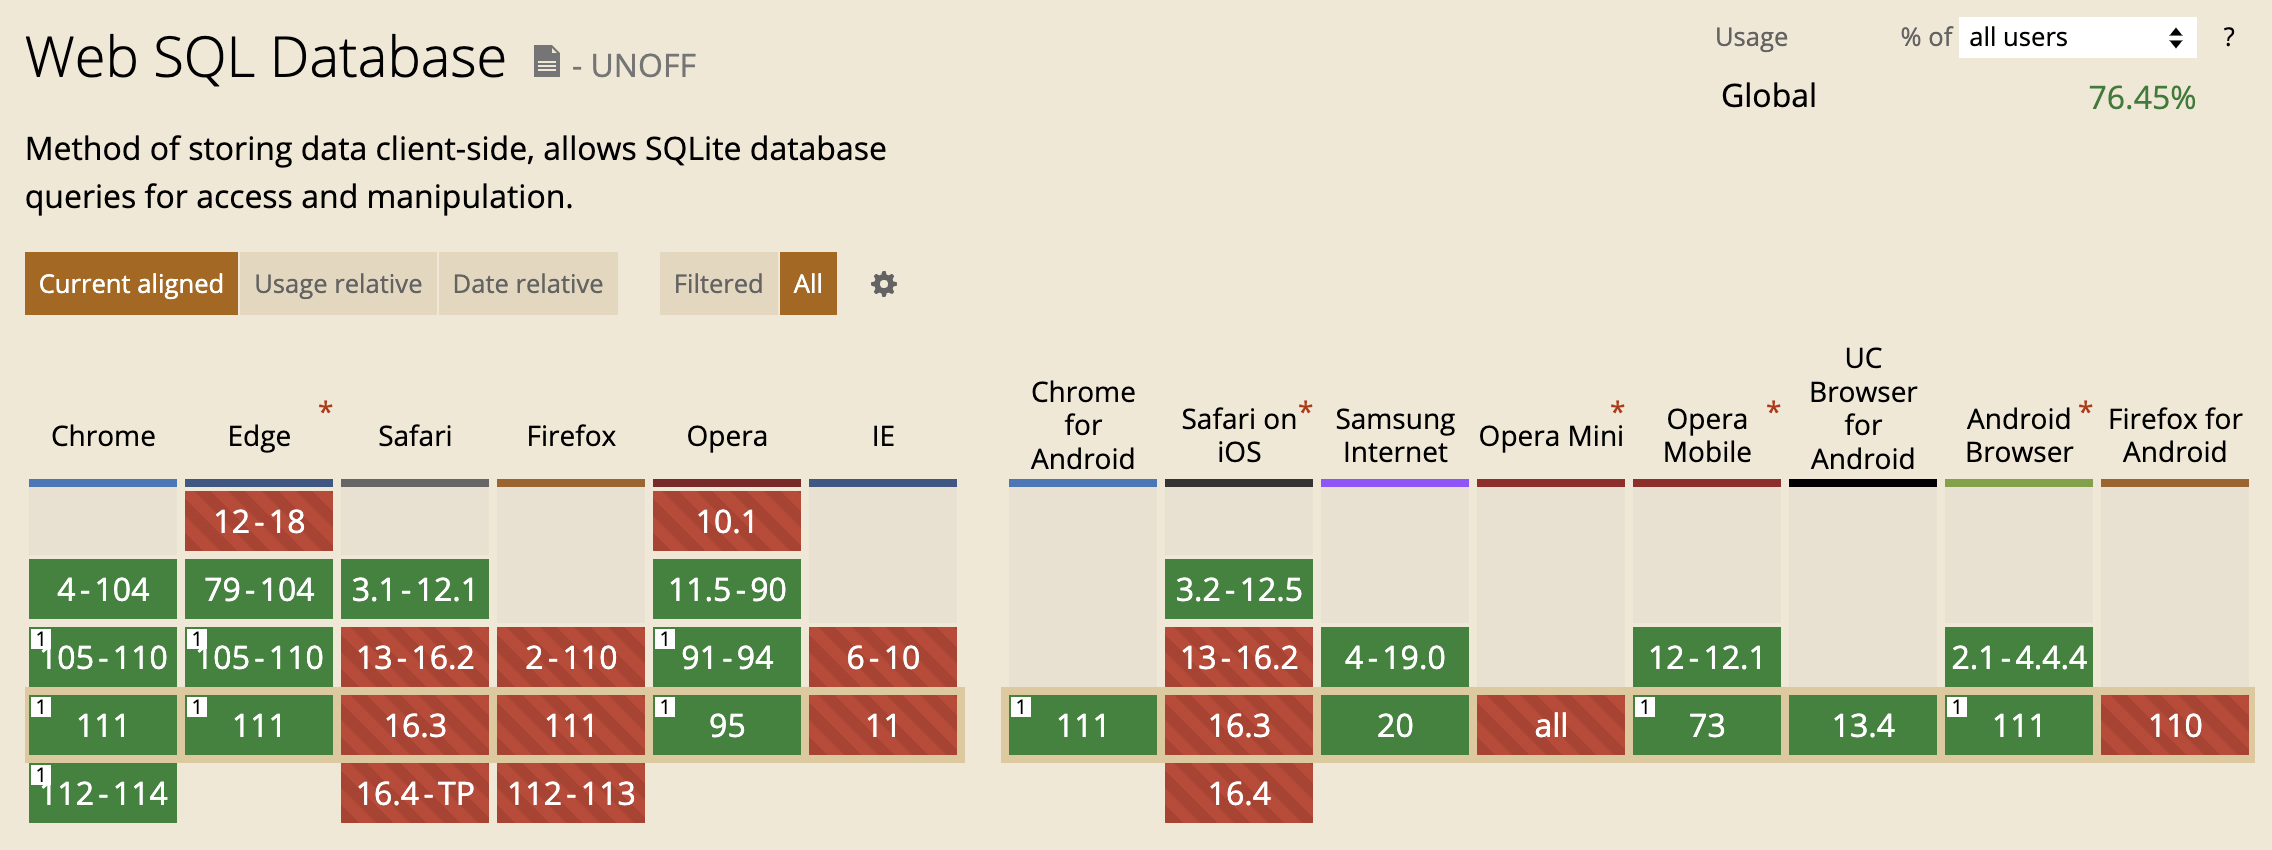 Web SQL Database - UNOFF
Usage % of all users ?
Global 76.45%
Method of storing data client-side, allows SQLite database
queries for access and manipulation.
Current aligned Usage relative Date relative Filtered All
Chrome
Edge *
Safari
Firefox
Opera
IE
Chrome
for
Android
Safari on *
iOS
Samsung
Internet
Opera Mini *
Opera *
Mobile
UC
Browser
for
Android
Android *
Browser
Firefox for
Android
12-18 10.1
4-104 79-104 3.1-12.1 11.5-90 3.2-12.5
1 105-110 1 105-110 13-16.2 2-110 1 91-94 6-10 13-16.2 4-19.0 12-12.1 2.1-4.4.4
1 111 1 111 16.3 111 1 95 11 1 111 16.3 20 all 1 73 13.4 1 111 110
1 112-114 16.4-TP 112-113 16.4